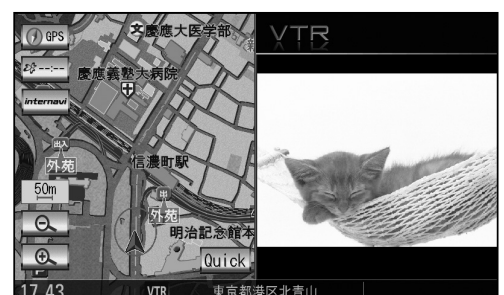 GPS
文慶應大医学部
VTR
--:--
慶應義塾大病院
internavi
出入
外苑
信濃町駅
50m
出
外苑
明治記念館本
Quick
17 43
VTR
東京都港区北青山